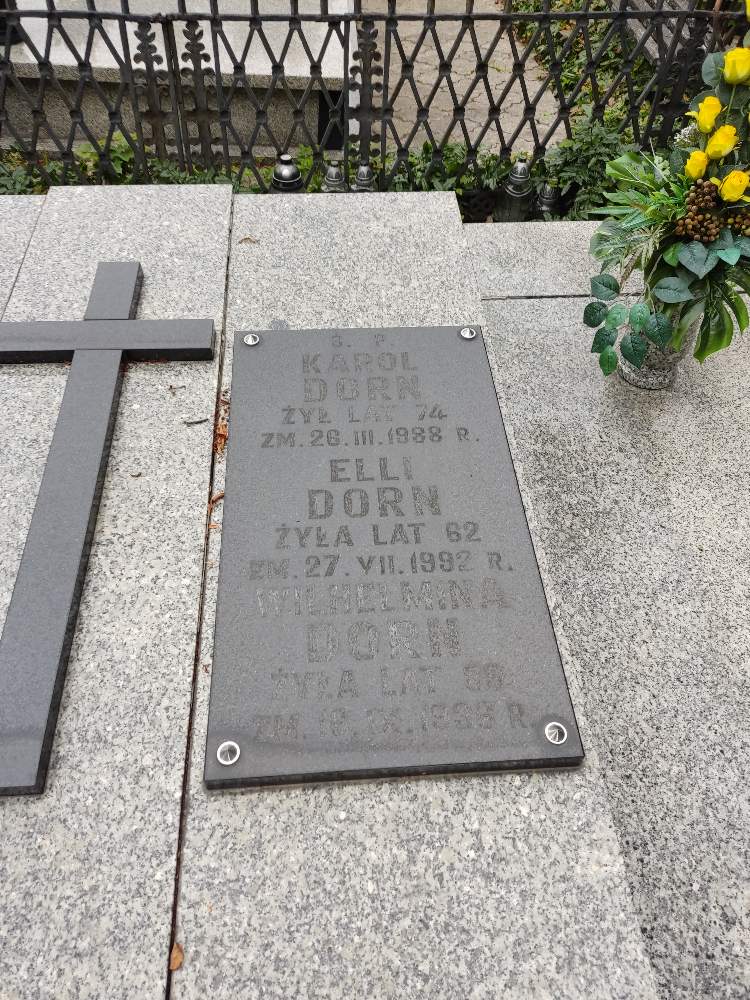 Ś. P.
KAROL
DORN
ŻYŁ LAT 74
ZM. 26.III.1988 R.
ELLI
DORN
ŻYŁA LAT 62
ZM. 27.VII.1992 R.
WILHELMINA
DORN
ŻYŁA LAT
ZM.